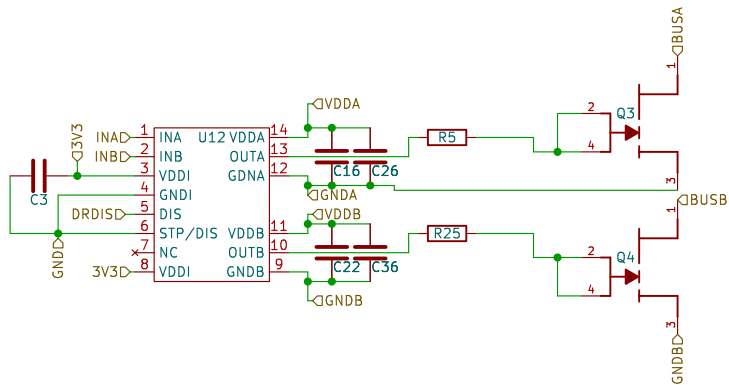 BUSA
1
2
Q3
4
3
3V3
VDDA
INA
1
INA
U12
VDDA
14
INB
2
INB
OUTA
13
R5
3
VDDI
GDNA
12
C16
C26
C3
4
GNDI
GNDA
DRDIS
5
DIS
VDDB
BUSB
1
6
STP/DIS
VDDB
11
R25
7
NC
OUTB
10
C22
C36
2
Q4
4
3
GND
3V3
8
VDDI
GNDB
9
GNDB
GNDB